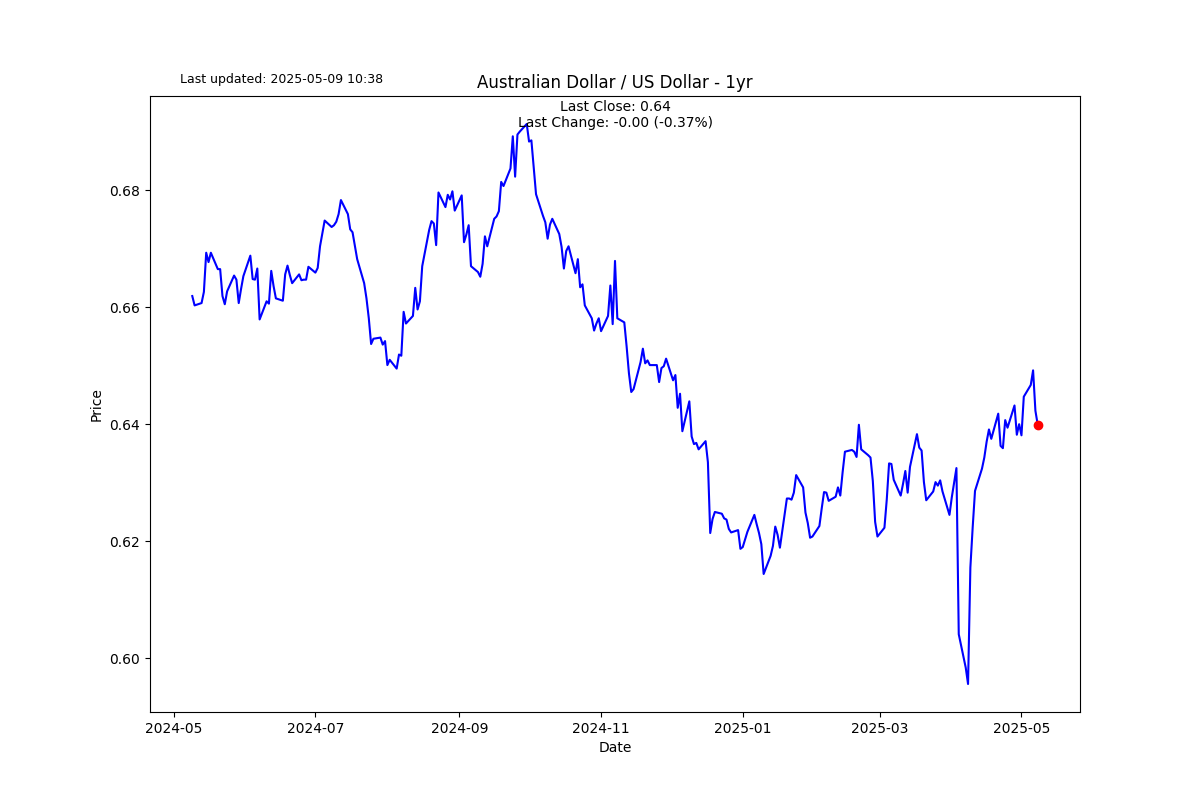 Last updated: 2025-05-09 10:38
Australian Dollar / US Dollar - 1yr
Last Close: 0.64
Last Change: -0.00 (-0.37%)
Price
0.68
0.66
0.64
0.62
0.60
2024-05 2024-07 2024-09 2024-11 2025-01 2025-03 2025-05
Date